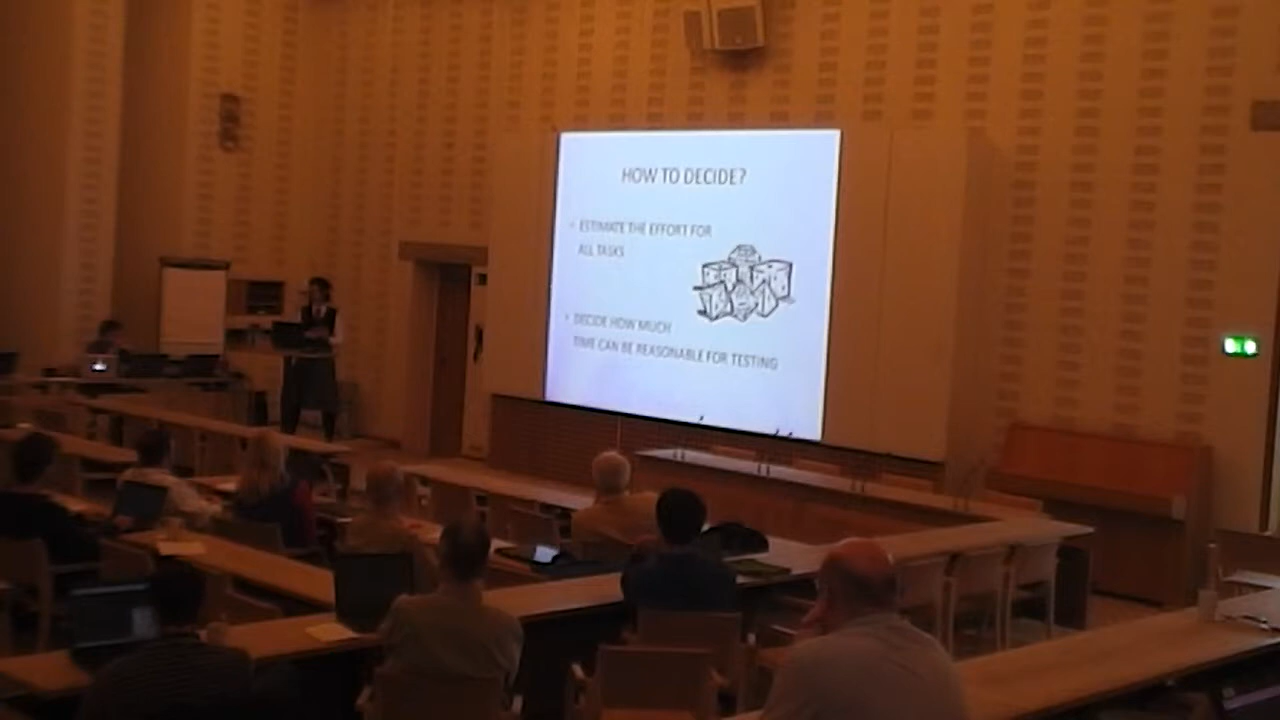 HOW TO DECIDE?
ESTIMATE THE EFFORT FOR
ALL TASKS
DECIDE HOW MUCH
TIME CAN BE REASONABLE FOR TESTING